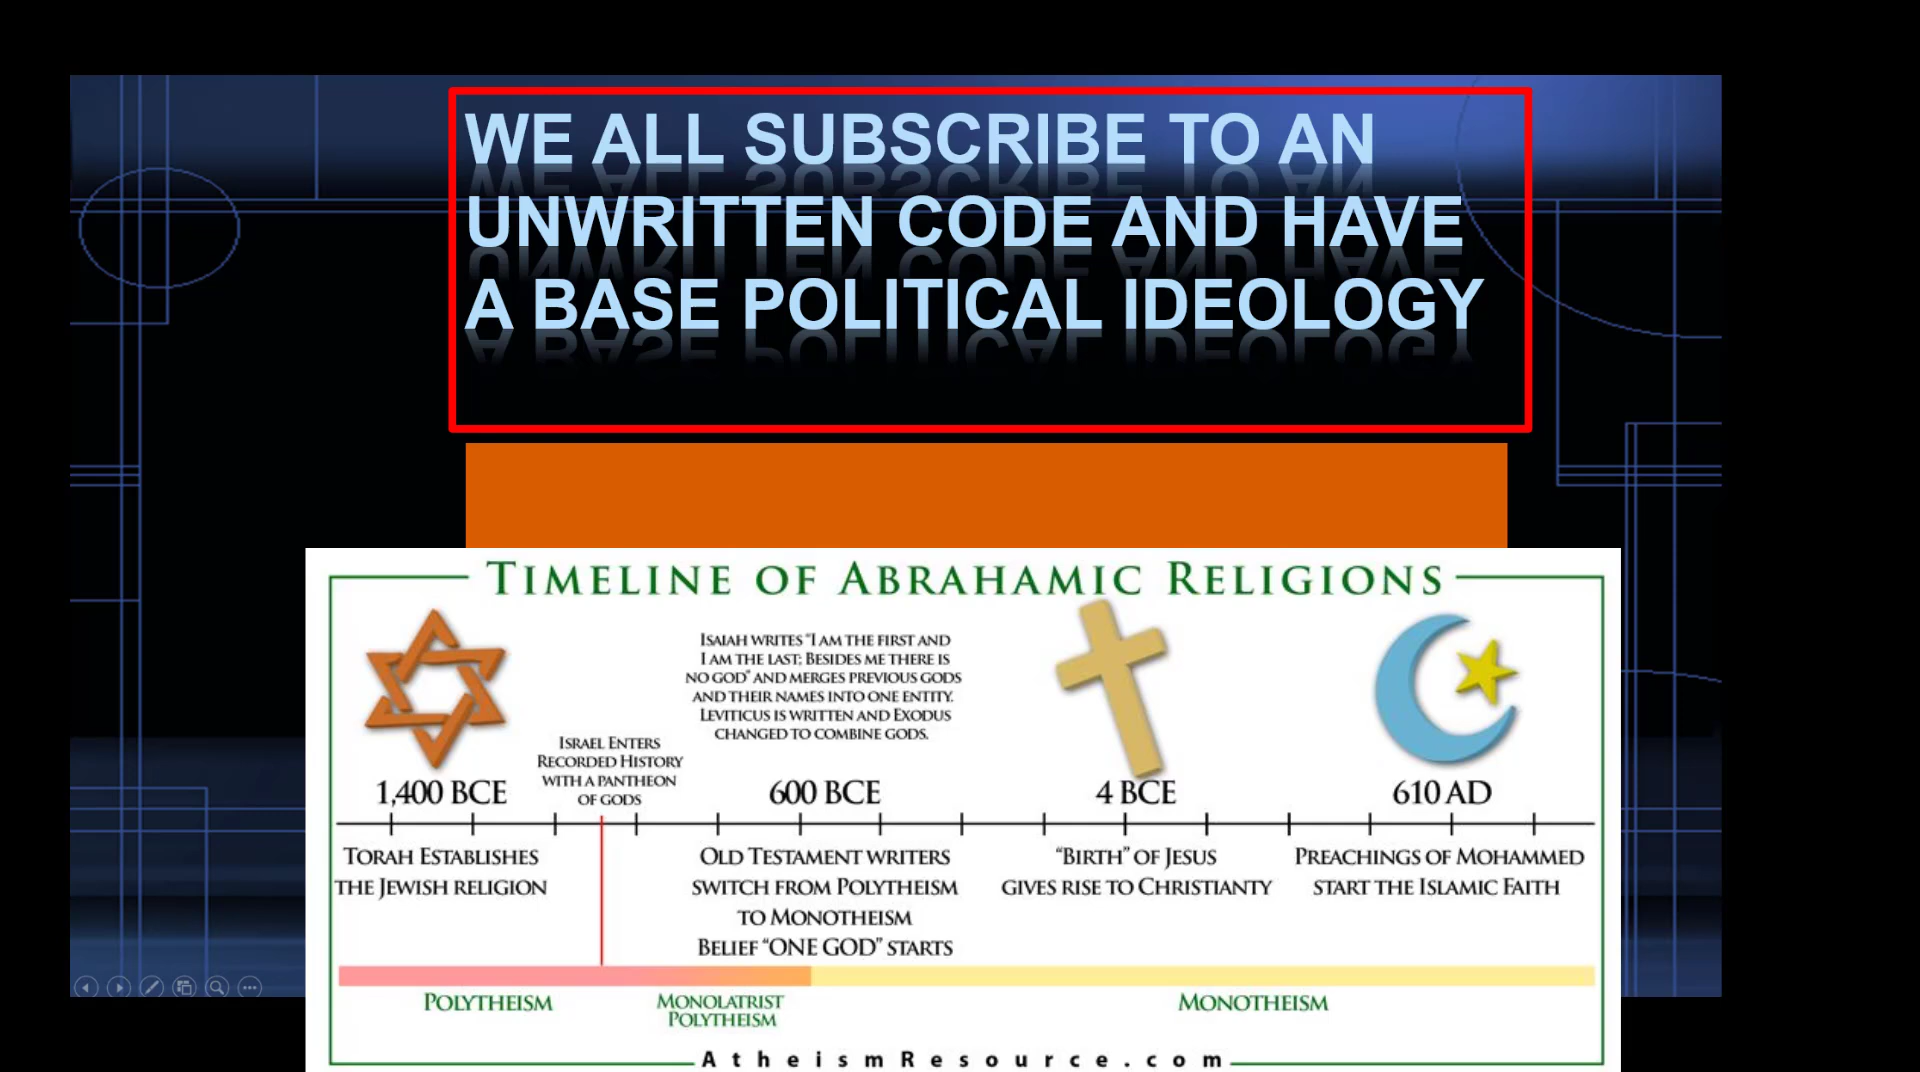 WE ALL SUBSCRIBE TO AN
UNWRITTEN CODE AND HAVE
A BASE POLITICAL IDEOLOGY
TIMELINE OF ABRAHAMIC RELIGIONS
ISAIAH WRITES "I AM THE FIRST AND
I AM THE LAST; BESIDES ME THERE IS
NO GOD" AND MERGES PREVIOUS GODS
AND THEIR NAMES INTO ONE ENTITY.
LEVITICUS IS WRITTEN AND EXODUS
CHANGED TO COMBINE GODS.
ISRAEL ENTERS
RECORDED HISTORY
WITH A PANTHEON
OF GODS
1,400 BCE
600 BCE
4 BCE
610 AD
TORAH ESTABLISHES
THE JEWISH RELIGION
OLD TESTAMENT WRITERS
SWITCH FROM POLYTHEISM
TO MONOTHEISM
BELIEF "ONE GOD" STARTS
"BIRTH" OF JESUS
GIVES RISE TO CHRISTIANTY
PREACHINGS OF MOHAMMED
START THE ISLAMIC FAITH
POLYTHEISM
MONOLATRIST
POLYTHEISM
MONOTHEISM
AtheismResource.com